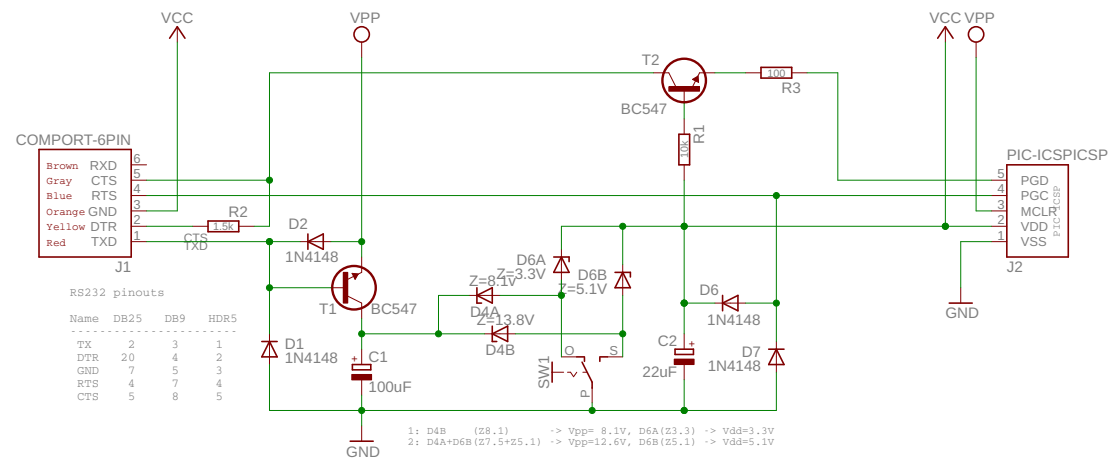 VCC
VPP
VCC VPP
T2
100
R3
BC547
COMPORT-6PIN
R1
10k
PIC-ICSPICSP
Brown RXD 6
Gray CTS 5
Blue RTS 4
Orange GND 3
Yellow DTR 2
Red TXD 1
J1
R2
1.5k
CTS
TXD
5 PGD
4 PGC
3 MCLR
2 VDD
1 VSS
PIC-ICSP
J2
D2
1N4148
T1
BC547
D6A
Z=3.3V
Z=8.1V
D4A
D6B
Z=5.1V
Z=13.8V
D4B
D6
1N4148
D1
1N4148
C1
+
100uF
SW1
O
S
P
C2
+
22uF
D7
1N4148
GND
GND
RS232 pinouts
Name DB25 DB9 HDR5
-----------------------
TX 2 3 1
DTR 20 4 2
GND 7 5 3
RTS 4 7 4
CTS 5 8 5
1: D4B (Z8.1) -> Vpp= 8.1V, D6A(Z3.3) -> Vdd=3.3V
2: D4A+D6B(Z7.5+Z5.1) -> Vpp=12.6V, D6B(Z5.1) -> Vdd=5.1V